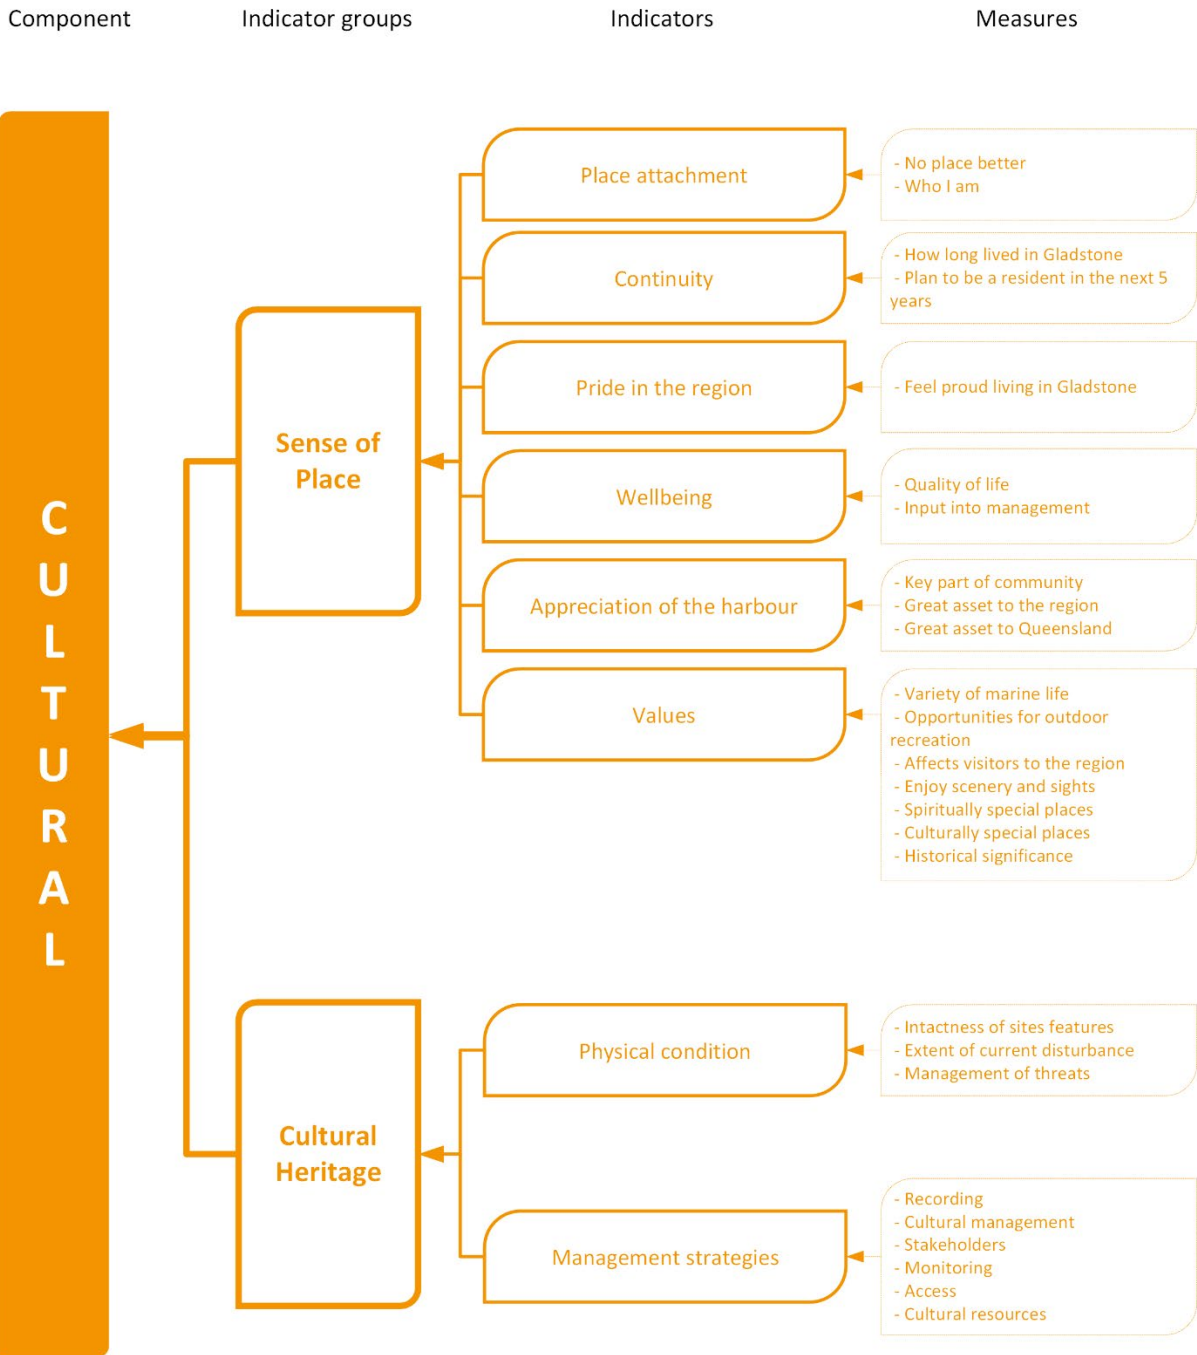 Component Indicator groups Indicators Measures
CULTURAL
Sense of
Place
Place attachment
- No place better
- Who I am
Continuity
- How long lived in Gladstone
- Plan to be a resident in the next 5
years
Pride in the region
- Feel proud living in Gladstone
Wellbeing
- Quality of life
- Input into management
Appreciation of the harbour
- Key part of community
- Great asset to the region
- Great asset to Queensland
Values
- Variety of marine life
- Opportunities for outdoor
recreation
- Affects visitors to the region
- Enjoy scenery and sights
- Spiritually special places
- Culturally special places
- Historical significance
Cultural
Heritage
Physical condition
- Intactness of sites features
- Extent of current disturbance
- Management of threats
Management strategies
- Recording
- Cultural management
- Stakeholders
- Monitoring
- Access
- Cultural resources